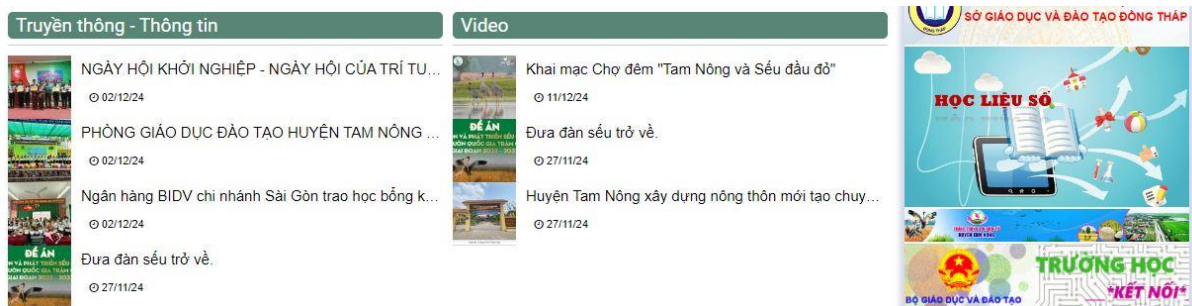 Truyền thông - Thông tin
NGÀY HỘI KHỞI NGHIỆP - NGÀY HỘI CỦA TRÍ TU...
02/12/24
PHÒNG GIÁO DỤC ĐÀO TẠO HUYỆN TAM NÔNG ...
02/12/24
Ngân hàng BIDV chi nhánh Sài Gòn trao học bổng k...
02/12/24
ĐỀ ÁN
Đưa đàn sếu trở về.
27/11/24
Video
Khai mạc Chợ đêm "Tam Nông và Sếu đầu đỏ"
11/12/24
ĐỀ ÁN
Đưa đàn sếu trở về.
27/11/24
Huyện Tam Nông xây dựng nông thôn mới tạo chuy...
27/11/24
SỞ GIÁO DỤC VÀ ĐÀO TẠO ĐỒNG THÁP
HỌC LIỆU SỐ
HUYỆN TAM NÔNG
TRƯỜNG HỌC
*KẾT NỐI*
BỘ GIÁO DỤC VÀ ĐÀO TẠO